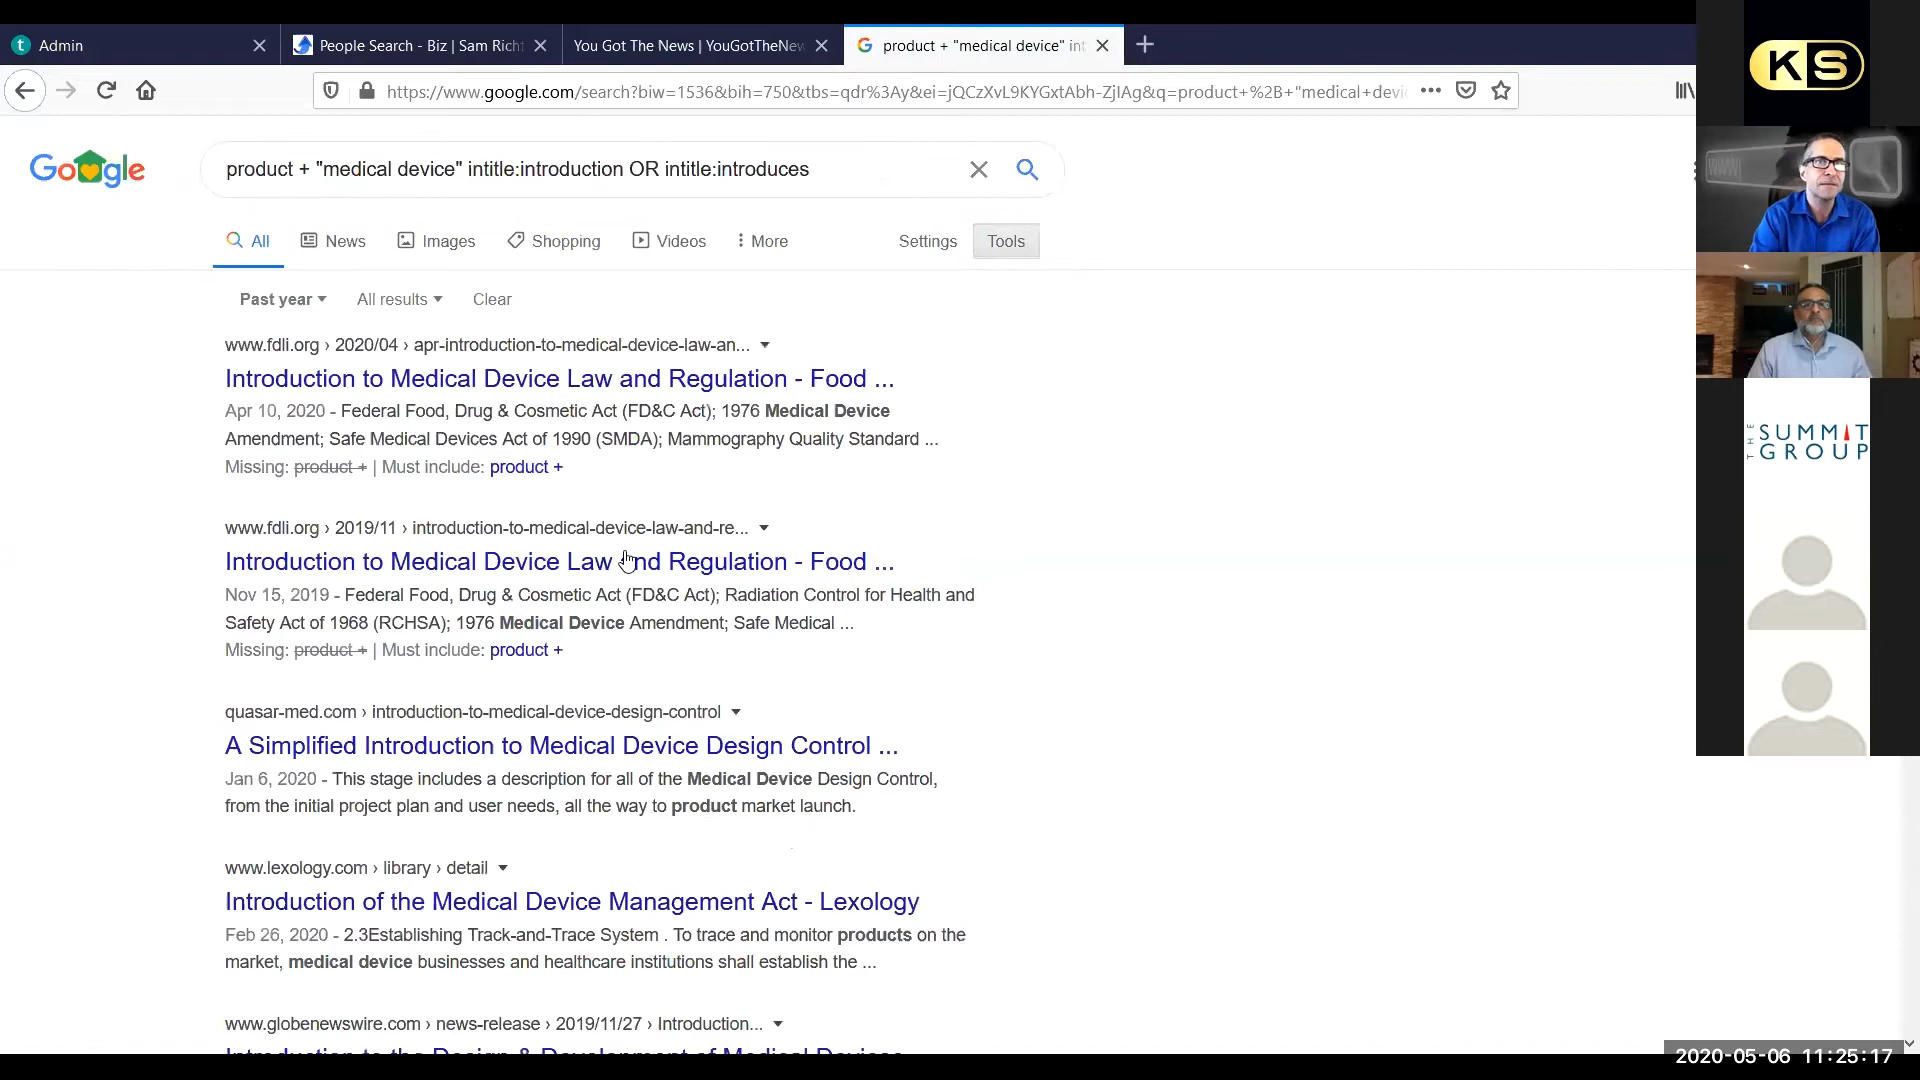 Admin
People Search - Biz | Sam Richt
You Got The News | YouGotTheNew
product + "medical device" int
https://www.google.com/search?biw=1536&bih=750&tbs=qdr%3Ay&ei=jQCzXvL9KYGxtAbh-ZjIAg&q=product+%2B+"medical+devi
KS
Google
product + "medical device" intitle:introduction OR intitle:introduces
All
News
Images
Shopping
Videos
More
Settings
Tools
Past year
All results
Clear
www.fdli.org › 2020/04 › apr-introduction-to-medical-device-law-an...
Introduction to Medical Device Law and Regulation - Food ...
Apr 10, 2020 - Federal Food, Drug & Cosmetic Act (FD&C Act); 1976 Medical Device
Amendment; Safe Medical Devices Act of 1990 (SMDA); Mammography Quality Standard ...
Missing: product + | Must include: product +
www.fdli.org › 2019/11 › introduction-to-medical-device-law-and-re...
Introduction to Medical Device Law and Regulation - Food ...
Nov 15, 2019 - Federal Food, Drug & Cosmetic Act (FD&C Act); Radiation Control for Health and
Safety Act of 1968 (RCHSA); 1976 Medical Device Amendment; Safe Medical ...
Missing: product + | Must include: product +
quasar-med.com › introduction-to-medical-device-design-control
A Simplified Introduction to Medical Device Design Control ...
Jan 6, 2020 - This stage includes a description for all of the Medical Device Design Control,
from the initial project plan and user needs, all the way to product market launch.
www.lexology.com › library › detail
Introduction of the Medical Device Management Act - Lexology
Feb 26, 2020 - 2.3Establishing Track-and-Trace System . To trace and monitor products on the
market, medical device businesses and healthcare institutions shall establish the ...
www.globenewswire.com › news-release › 2019/11/27 › Introduction...
Introduction to the Design & Development of Medical Devices
THE SUMMIT
GROUP
2020-05-06 11:25:17